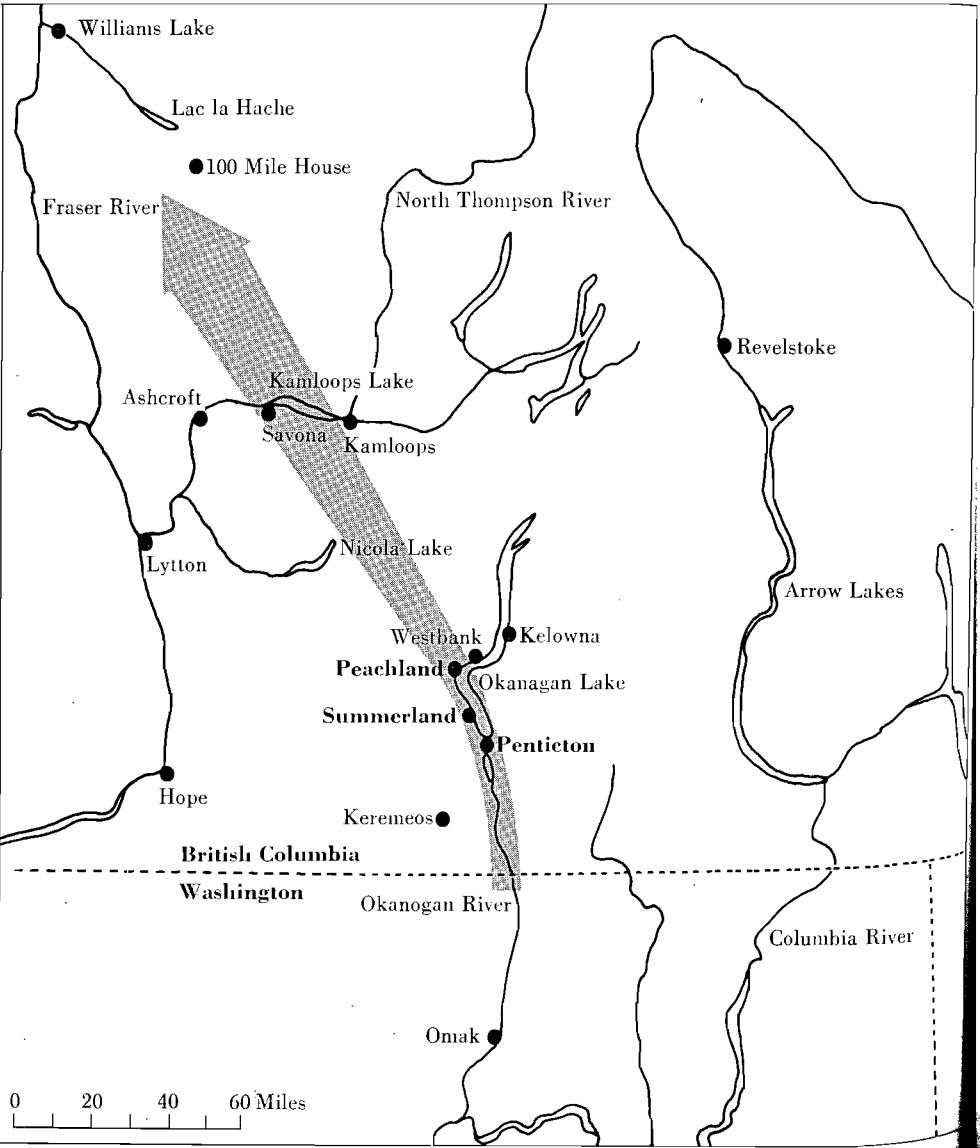 Williams Lake
Lac la Hache
100 Mile House
North Thompson River
Fraser River
Revelstoke
Kamloops Lake
Ashcroft
Savona
Kamloops
Nicola Lake
Lytton
Arrow Lakes
Westbank
Kelowna
Peachland
Okanagan Lake
Summerland
Penticton
Hope
Keremeos
British Columbia
Washington
Okanogan River
Columbia River
Omak
0 20 40 60 Miles